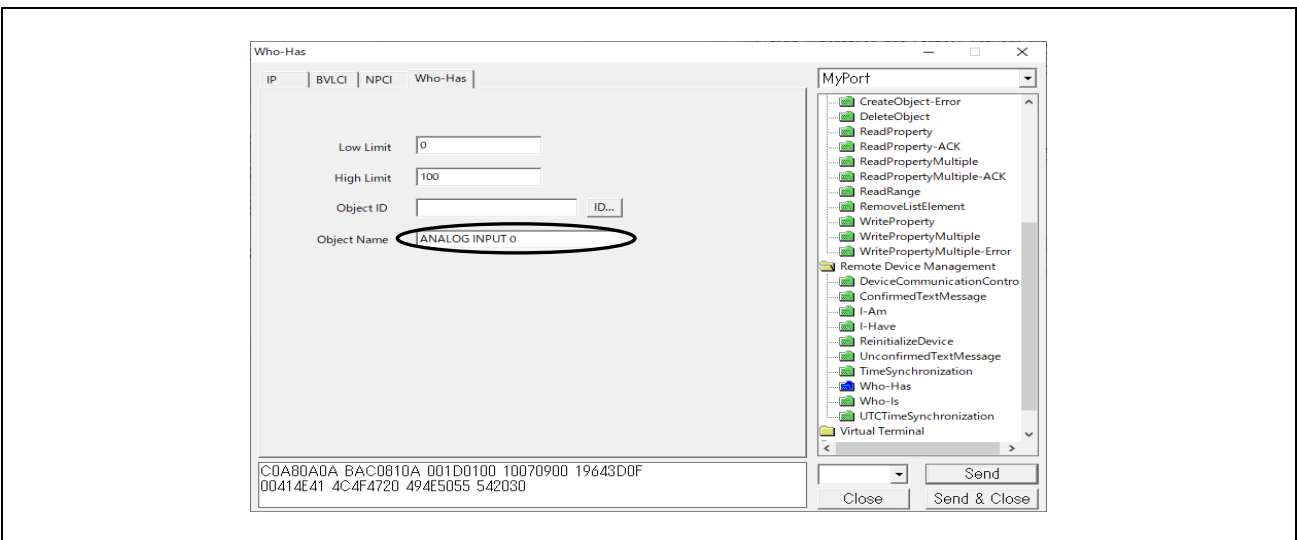 Who-Has
IP BVLCI NPCI Who-Has
Low Limit 0
High Limit 100
Object ID ID...
Object Name ANALOG INPUT 0
C0A80A0A BAC0810A 001D0100 10070900 19643D0F
00414E41 4C4F4720 494E5055 542030
MyPort
CreateObject-Error
DeleteObject
ReadProperty
ReadProperty-ACK
ReadPropertyMultiple
ReadPropertyMultiple-ACK
ReadRange
RemoveListElement
WriteProperty
WritePropertyMultiple
WritePropertyMultiple-Error
Remote Device Management
DeviceCommunicationContro
ConfirmedTextMessage
I-Am
I-Have
ReinitializeDevice
UnconfirmedTextMessage
TimeSynchronization
Who-Has
Who-Is
UTCTimeSynchronization
Virtual Terminal
Send
Close Send & Close